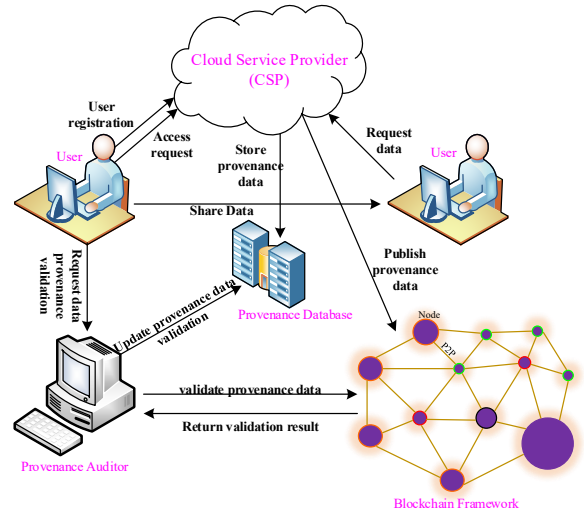 Cloud Service Provider
(CSP)
User
registration
Access
request
Store
provenance
data
Request
data
User
User
Share Data
Request data
provenance
validation
Publish
provenance
data
Provenance Database
Update provenance data
validation
Node
P2P
validate provenance data
Return validation result
Provenance Auditor
Blockchain Framework